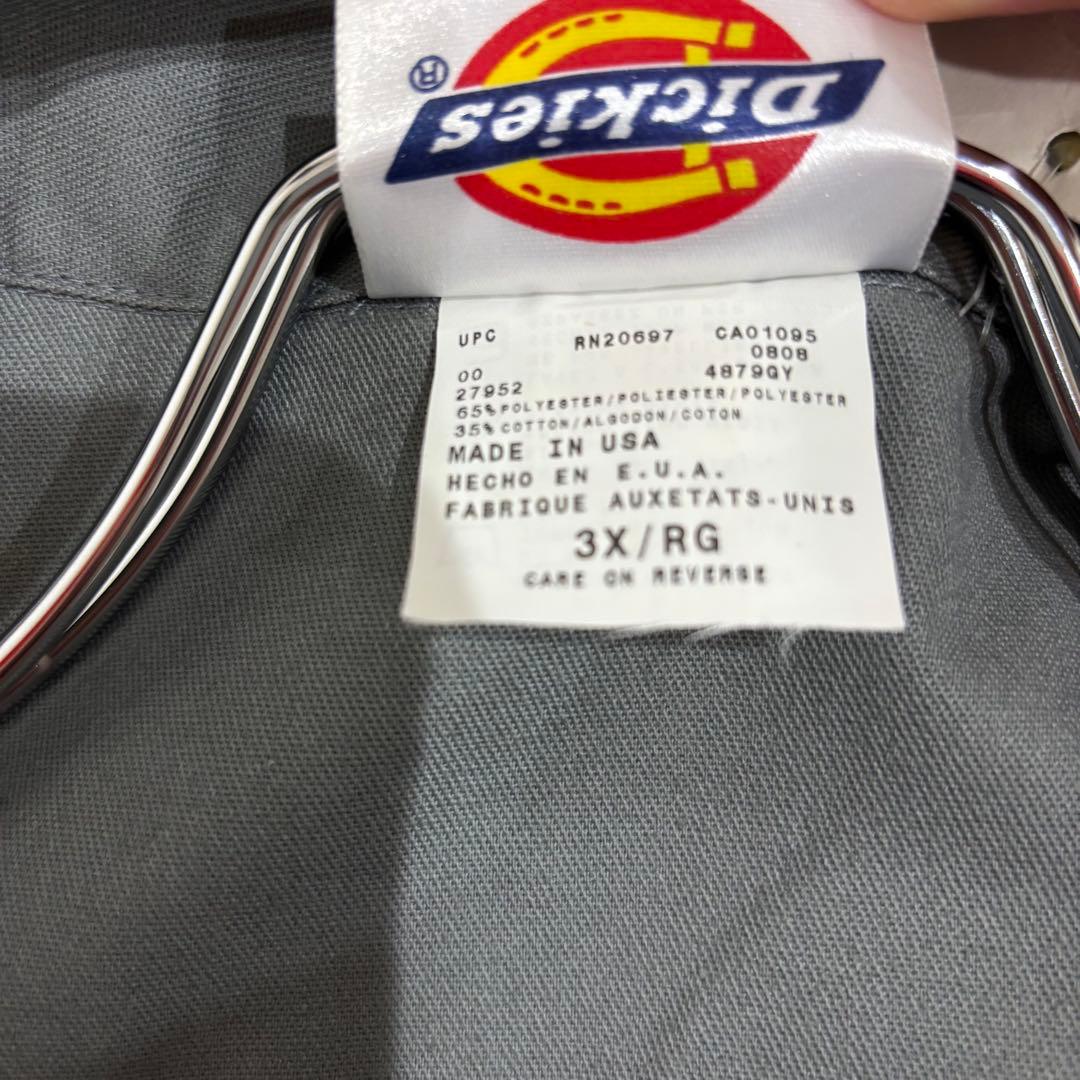 Dickies
®
UPC RN20697 CA01095
0808
00 4879GY
27952
65% POLYESTER/POLIESTER/POLYESTER
35% COTTON/ALGODON/COTON
MADE IN USA
HECHO EN E.U.A.
FABRIQUE AUXETATS-UNIS
3X/RG
CARE ON REVERSE